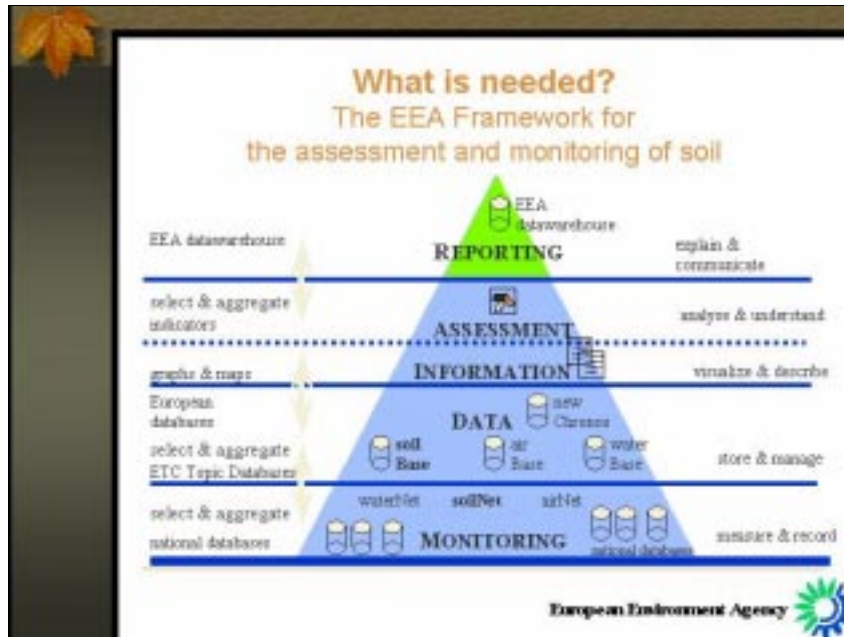 What is needed?
The EEA Framework for
the assessment and monitoring of soil
EEA
datawarehouse
EEA datawarehouse
REPORTING
explain &
communicate
select & aggregate
indicators
ASSESSMENT
analyse & understand
graphs & maps
INFORMATION
visualize & describe
European
databases
DATA
new
Chronos
select & aggregate
ETC Topic Databases
soil
Base
air
Base
water
Base
store & manage
waterNet
soilNet
airNet
select & aggregate
national databases
MONITORING
national databases
measure & record
European Environment Agency